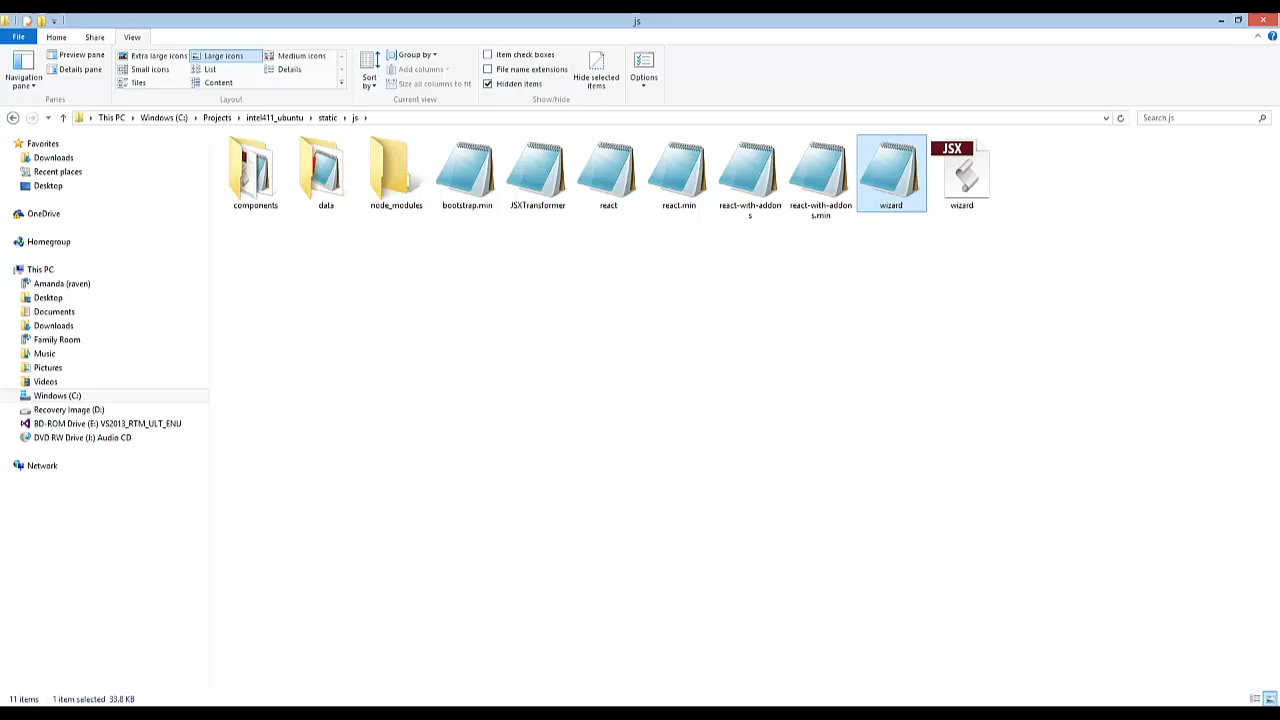 js
File Home Share View
Navigation pane
Preview pane
Details pane
Panes
Extra large icons Large icons Medium icons
Small icons List Details
Tiles Content
Layout
Sort by
Group by
Add columns
Size all columns to fit
Current view
Item check boxes
File name extensions
Hidden items
Hide selected items
Show/hide
Options
This PC Windows (C:) Projects intel411_ubuntu static js
Search js
Favorites
Downloads
Recent places
Desktop
OneDrive
Homegroup
This PC
Amanda (raven)
Desktop
Documents
Downloads
Family Room
Music
Pictures
Videos
Windows (C:)
Recovery Image (D:)
BD-ROM Drive (E:) VS2013_RTM_ULT_ENU
DVD RW Drive (J:) Audio CD
Network
JSX
components data node_modules bootstrap.min JSXTransformer react react.min react-with-addon react-with-addon wizard wizard
s s.min
11 items 1 item selected 33.8 KB